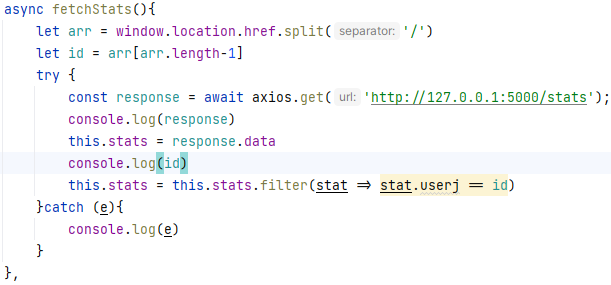 async fetchStats(){
let arr = window.location.href.split( separator: '/')
let id = arr[arr.length-1]
try {
const response = await axios.get( url: 'http://127.0.0.1:5000/stats');
console.log(response)
this.stats = response.data
console.log(id)
this.stats = this.stats.filter(stat => stat.userj == id)
}catch (e){
console.log(e)
}
},